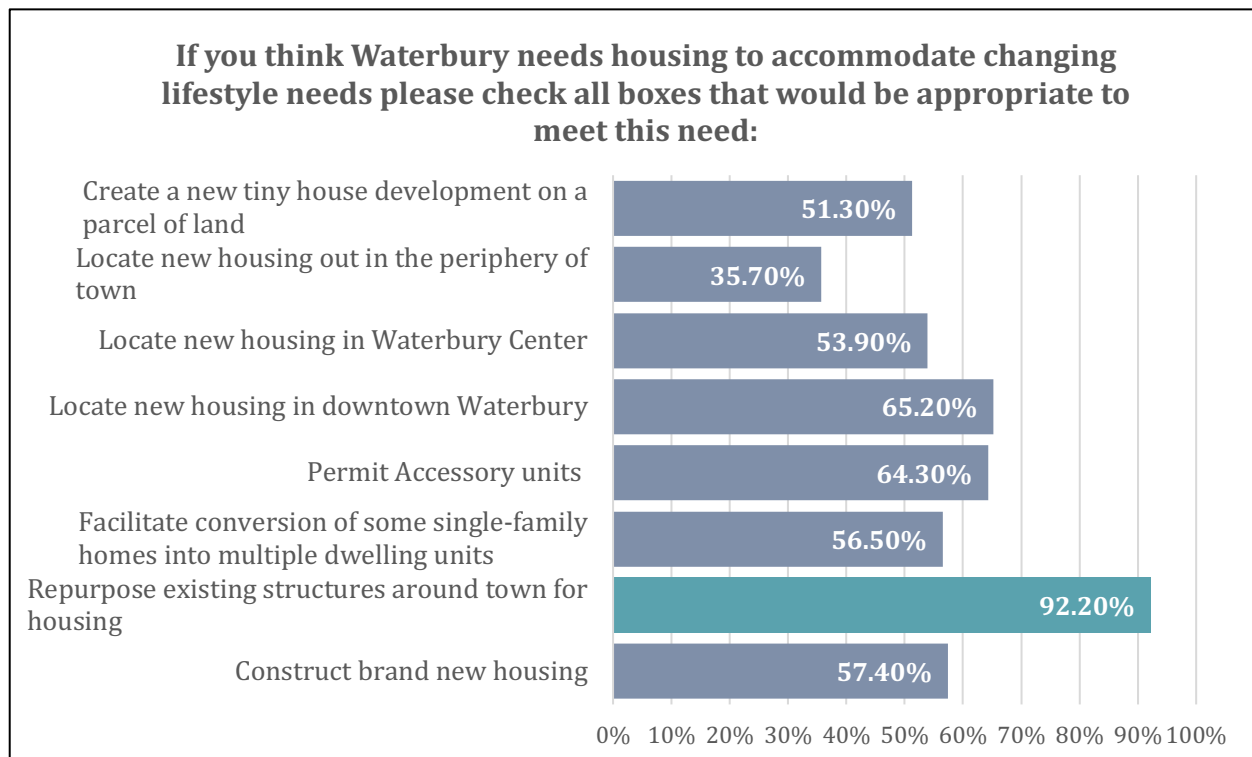 If you think Waterbury needs housing to accommodate changing
lifestyle needs please check all boxes that would be appropriate to
meet this need:
Create a new tiny house development on a
parcel of land
51.30%
Locate new housing out in the periphery of
town
35.70%
Locate new housing in Waterbury Center
53.90%
Locate new housing in downtown Waterbury
65.20%
Permit Accessory units
64.30%
Facilitate conversion of some single-family
homes into multiple dwelling units
56.50%
Repurpose existing structures around town for
housing
92.20%
Construct brand new housing
57.40%
0% 10% 20% 30% 40% 50% 60% 70% 80% 90% 100%